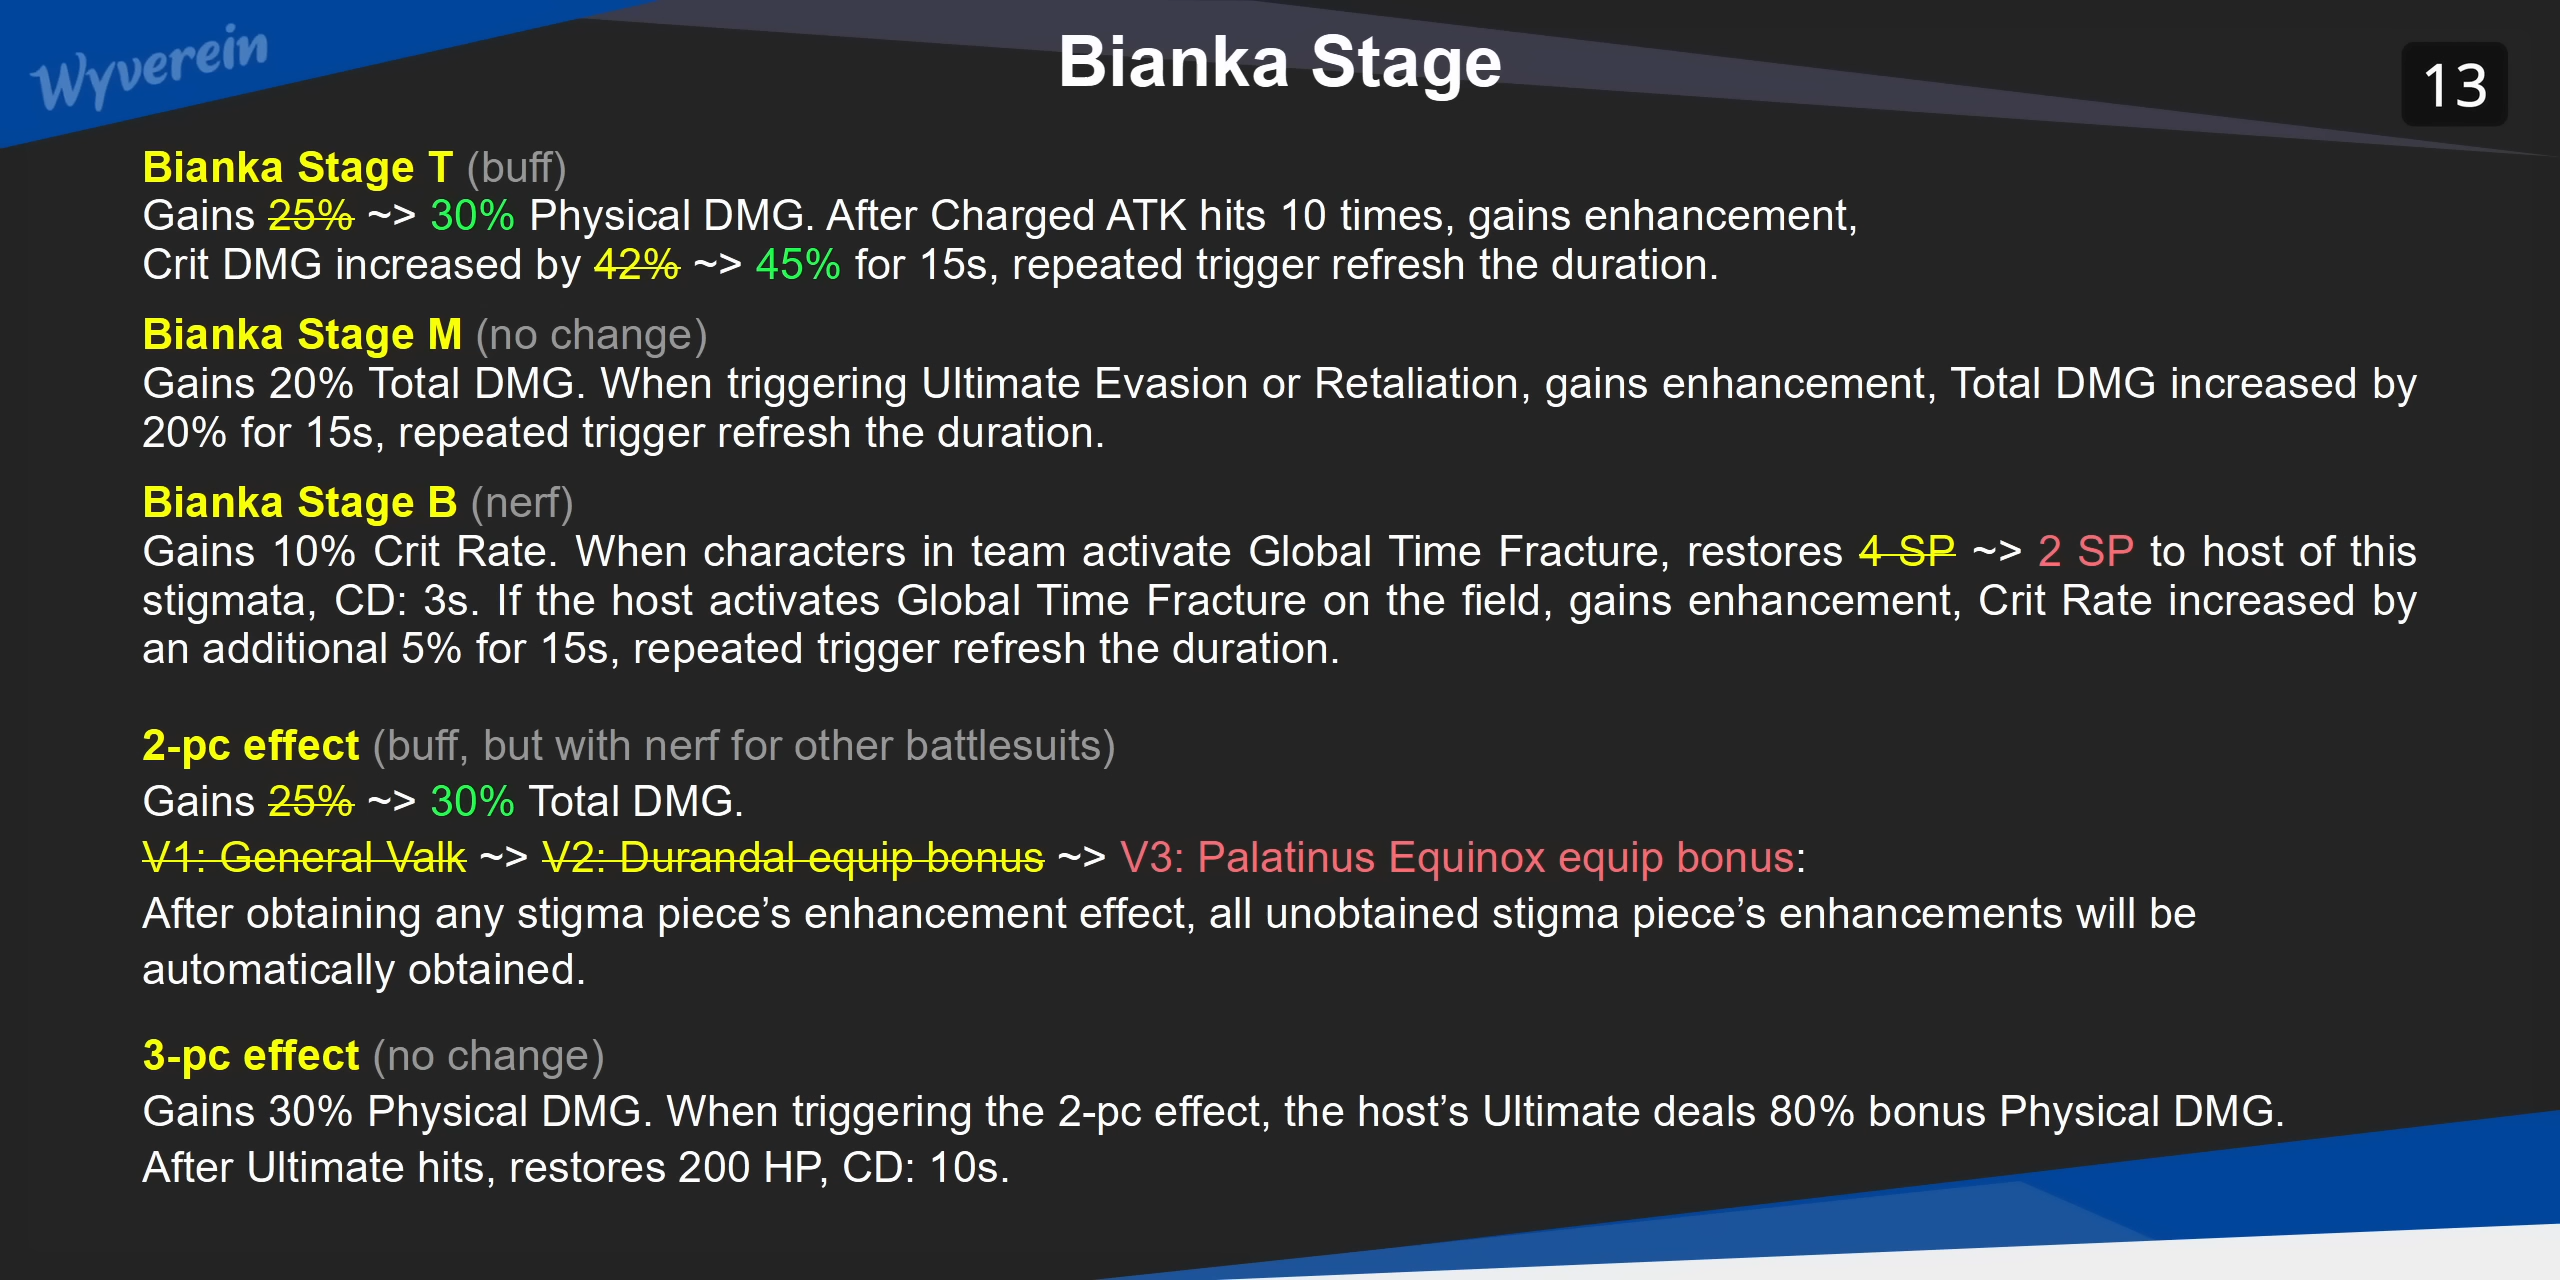 Wyverein
Bianka Stage
13
Bianka Stage T (buff)
Gains 25% ~> 30% Physical DMG. After Charged ATK hits 10 times, gains enhancement,
Crit DMG increased by 42% ~> 45% for 15s, repeated trigger refresh the duration.
Bianka Stage M (no change)
Gains 20% Total DMG. When triggering Ultimate Evasion or Retaliation, gains enhancement, Total DMG increased by
20% for 15s, repeated trigger refresh the duration.
Bianka Stage B (nerf)
Gains 10% Crit Rate. When characters in team activate Global Time Fracture, restores 4 SP ~> 2 SP to host of this
stigmata, CD: 3s. If the host activates Global Time Fracture on the field, gains enhancement, Crit Rate increased by
an additional 5% for 15s, repeated trigger refresh the duration.
2-pc effect (buff, but with nerf for other battlesuits)
Gains 25% ~> 30% Total DMG.
V1: General Valk ~> V2: Durandal equip bonus ~> V3: Palatinus Equinox equip bonus:
After obtaining any stigma piece’s enhancement effect, all unobtained stigma piece’s enhancements will be
automatically obtained.
3-pc effect (no change)
Gains 30% Physical DMG. When triggering the 2-pc effect, the host’s Ultimate deals 80% bonus Physical DMG.
After Ultimate hits, restores 200 HP, CD: 10s.